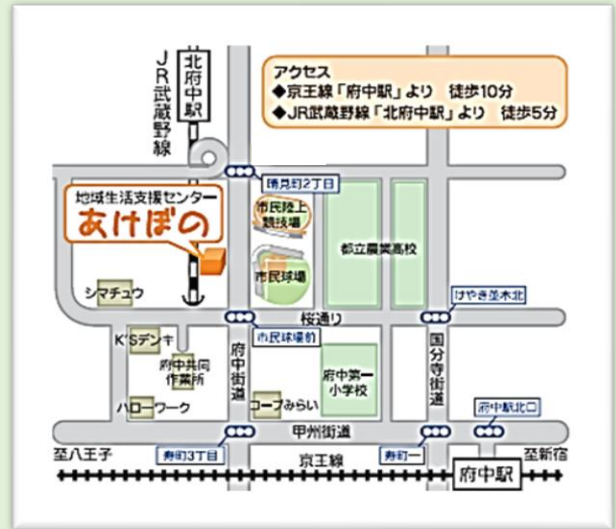 北府中駅
JR武蔵野線
アクセス
◆京王線「府中駅」より 徒歩10分
◆JR武蔵野線「北府中駅」より 徒歩5分
晴見町2丁目
地域生活支援センター
あけぼの
市民陸上
競技場
都立農業高校
市民球場
シマチュウ
けやき並木北
桜通り
市民球場前
K'Sデンキ
府中街道
国分寺街道
府中共同
作業所
府中第一
小学校
ハローワーク
コープみらい
府中駅北口
甲州街道
至八王子
寿町3丁目
京王線
寿町一
至新宿
府中駅